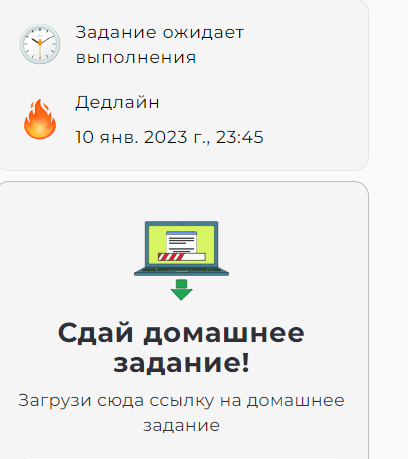 Задание ожидает
выполнения
Дедлайн
10 янв. 2023 г., 23:45
Сдай домашнее
задание!
Загрузи сюда ссылку на домашнее
задание